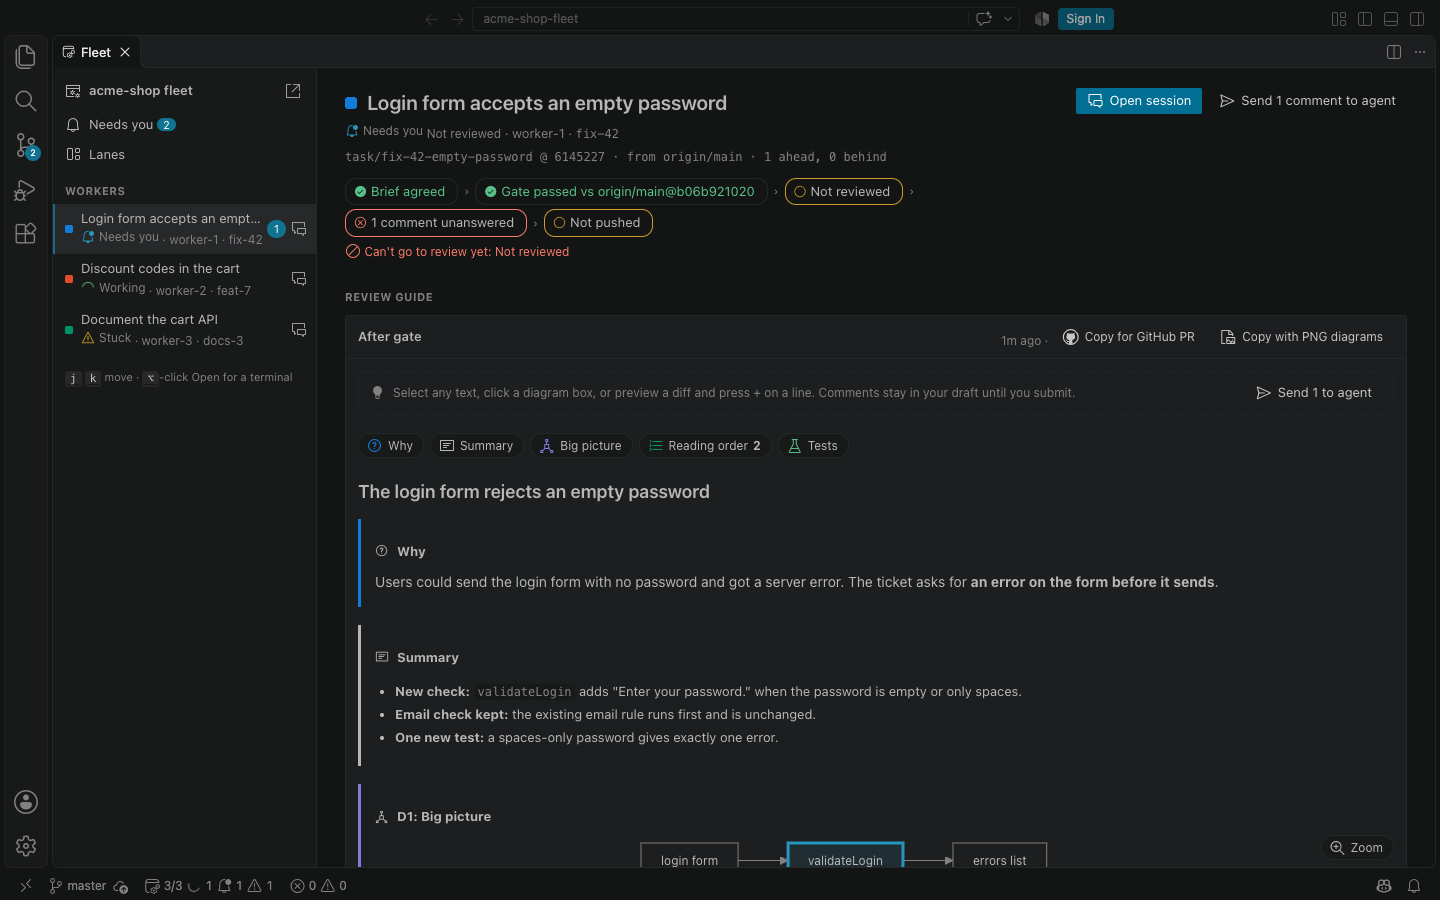 acme-shop-fleet
Sign In
Fleet
acme-shop fleet
Needs you 2
Lanes
WORKERS
Login form accepts an empt...
Needs you · worker-1 · fix-42
1
Discount codes in the cart
Working · worker-2 · feat-7
Document the cart API
Stuck · worker-3 · docs-3
j k move · ⌥-click Open for a terminal
2
Login form accepts an empty password
Open session
Send 1 comment to agent
Needs you Not reviewed · worker-1 · fix-42
task/fix-42-empty-password @ 6145227 · from origin/main · 1 ahead, 0 behind
Brief agreed › Gate passed vs origin/main@b06b921020 › Not reviewed ›
1 comment unanswered › Not pushed
Can't go to review yet: Not reviewed
REVIEW GUIDE
After gate
1m ago ·
Copy for GitHub PR
Copy with PNG diagrams
Select any text, click a diagram box, or preview a diff and press + on a line. Comments stay in your draft until you submit.
Send 1 to agent
Why
Summary
Big picture
Reading order 2
Tests
The login form rejects an empty password
Why
Users could send the login form with no password and got a server error. The ticket asks for an error on the form before it sends.
Summary
• New check: validateLogin adds "Enter your password." when the password is empty or only spaces.
• Email check kept: the existing email rule runs first and is unchanged.
• One new test: a spaces-only password gives exactly one error.
D1: Big picture
login form
validateLogin
errors list
Zoom
master
3/3 1 1 1
0 0